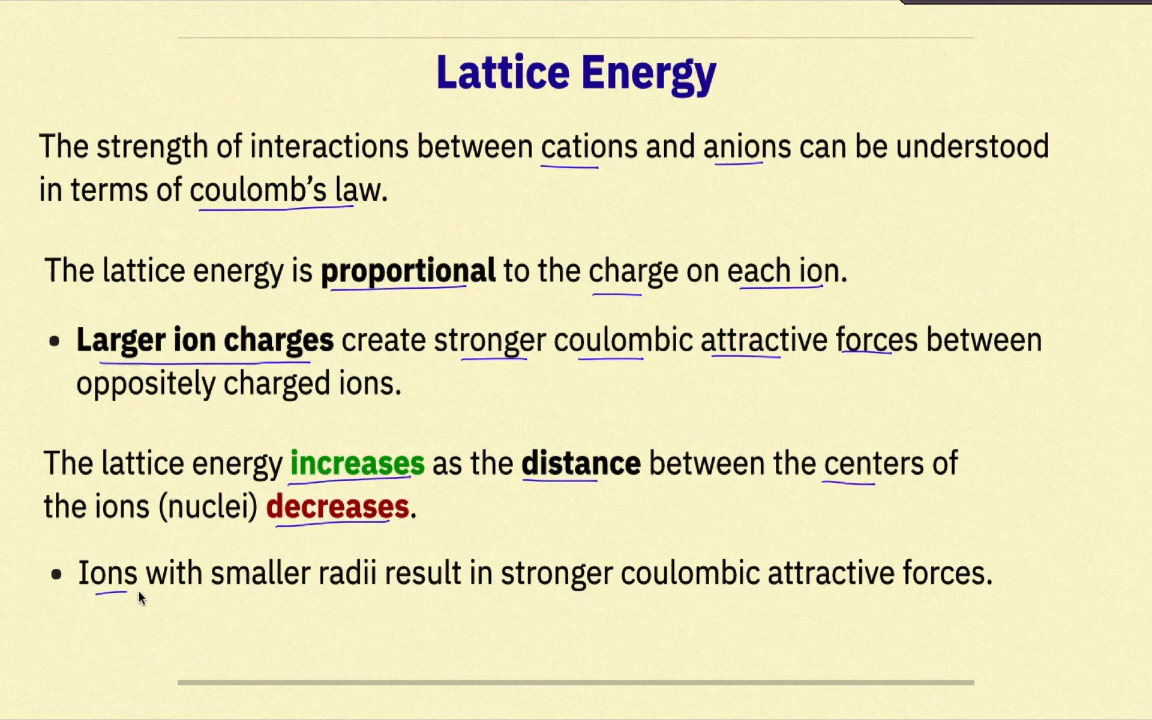 Lattice Energy
The strength of interactions between cations and anions can be understood
in terms of coulomb's law.
The lattice energy is proportional to the charge on each ion.
• Larger ion charges create stronger coulombic attractive forces between
oppositely charged ions.
The lattice energy increases as the distance between the centers of
the ions (nuclei) decreases.
• Ions with smaller radii result in stronger coulombic attractive forces.